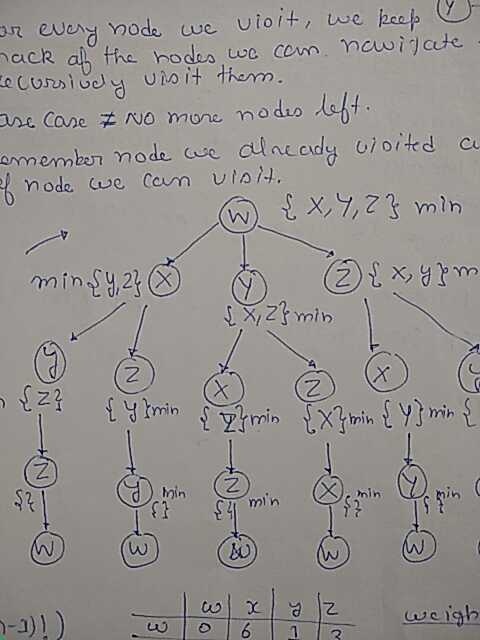 or every node we visit, we keep Y
rack of the nodes we can navigate
recursively visit them.
ase case ≠ No more nodes left.
emember node we already visited
of node we can visit.
W { X, Y, Z } min
min { y, z } X Y Z { X, y } m
{ X, Z } min
y Z X Z X y
{ Z } { y } min { Z } min { X } min { Y } min {
Z y min Z min X min Y min
{} {} {} {} {}
W W W W W
w x y z
n-1)!) w 0 6 1 3 weigh